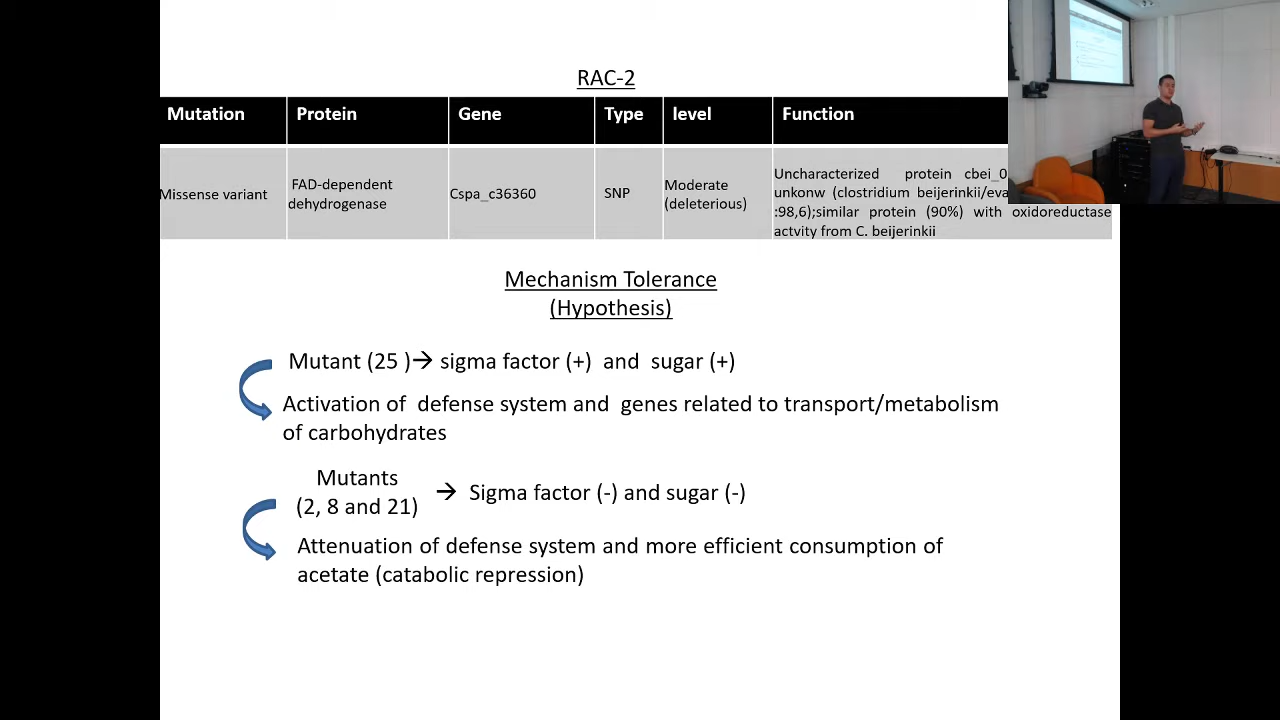 RAC-2
Mutation Protein Gene Type level Function
Missense variant
FAD-dependent
dehydrogenase
Cspa_c36360
SNP
Moderate
(deleterious)
Uncharacterized protein cbei_0
unkonw (clostridium beijerinkii/eva
:98,6);similar protein (90%) with oxidoreductase
actvity from C. beijerinkii
Mechanism Tolerance
(Hypothesis)
Mutant (25 )→ sigma factor (+) and sugar (+)
Activation of defense system and genes related to transport/metabolism
of carbohydrates
Mutants
(2, 8 and 21)
→ Sigma factor (-) and sugar (-)
Attenuation of defense system and more efficient consumption of
acetate (catabolic repression)